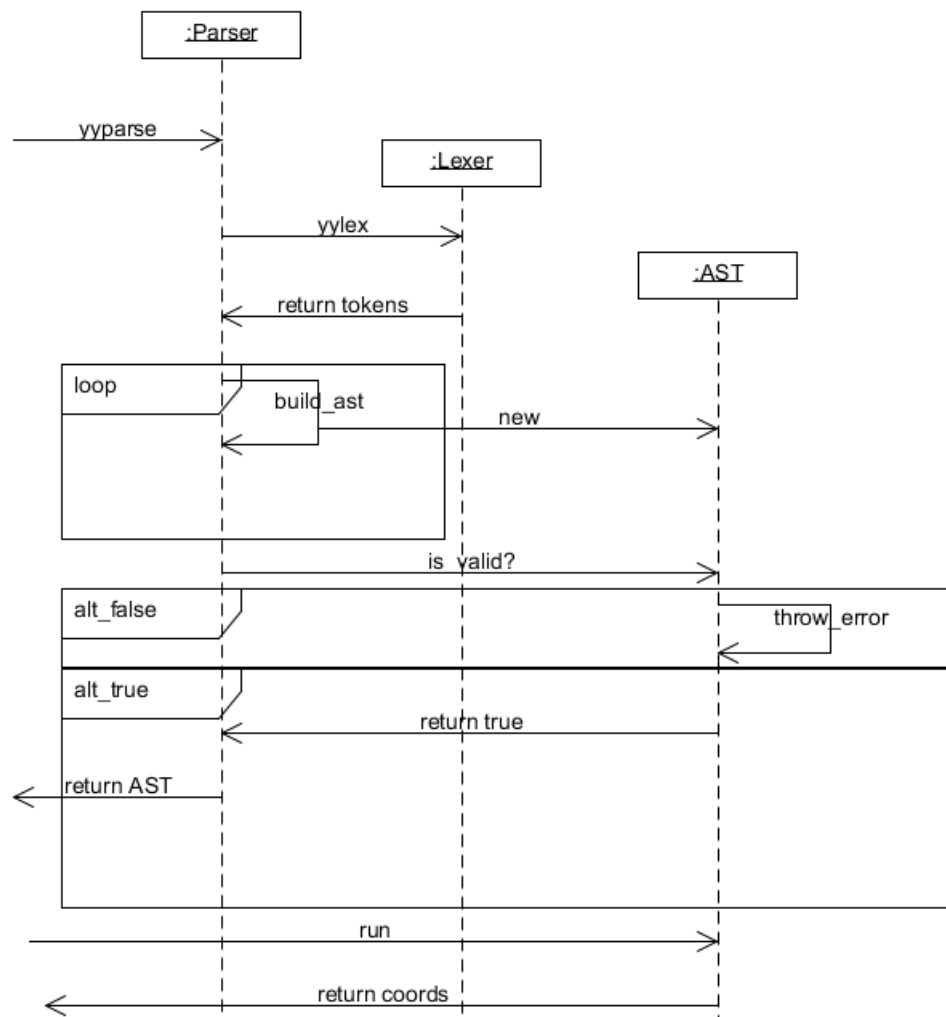 :Parser
yyparse
:Lexer
yylex
:AST
return tokens
loop
build_ast
new
is_valid?
alt_false
throw_error
alt_true
return true
return AST
run
return coords